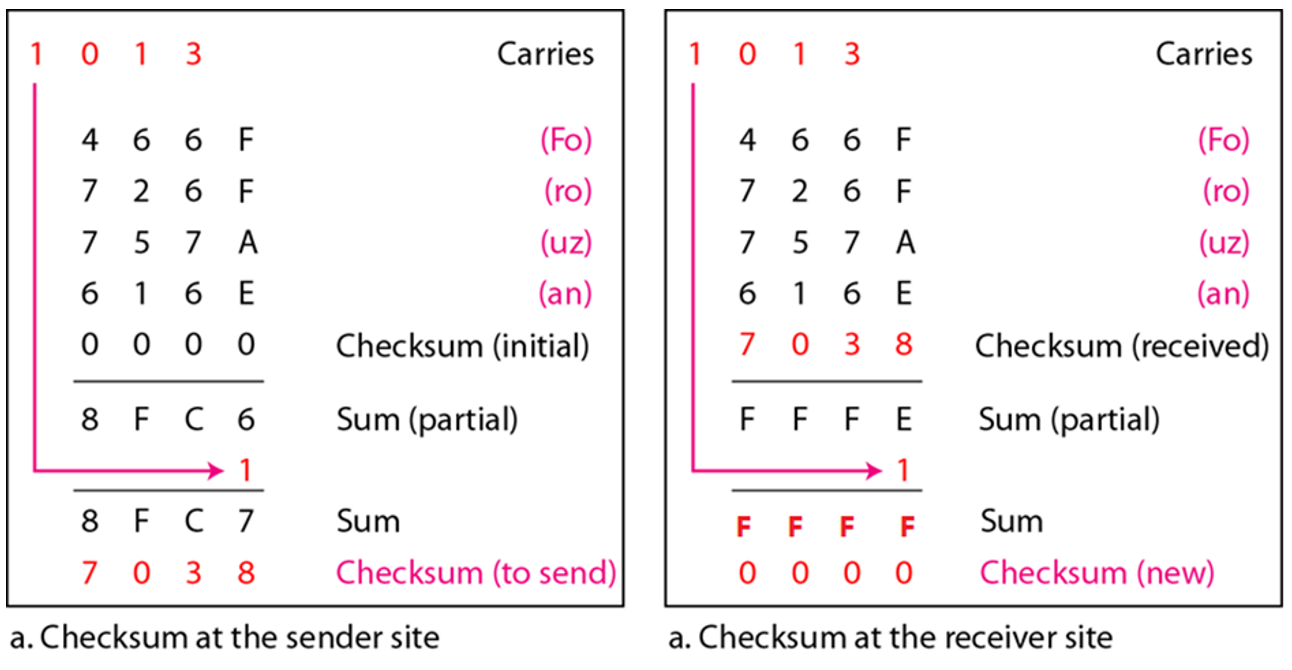 1 0 1 3 Carries
4 6 6 F (Fo)
7 2 6 F (ro)
7 5 7 A (uz)
6 1 6 E (an)
0 0 0 0 Checksum (initial)
8 F C 6 Sum (partial)
1
8 F C 7 Sum
7 0 3 8 Checksum (to send)
a. Checksum at the sender site
1 0 1 3 Carries
4 6 6 F (Fo)
7 2 6 F (ro)
7 5 7 A (uz)
6 1 6 E (an)
7 0 3 8 Checksum (received)
F F F E Sum (partial)
1
F F F F Sum
0 0 0 0 Checksum (new)
a. Checksum at the receiver site